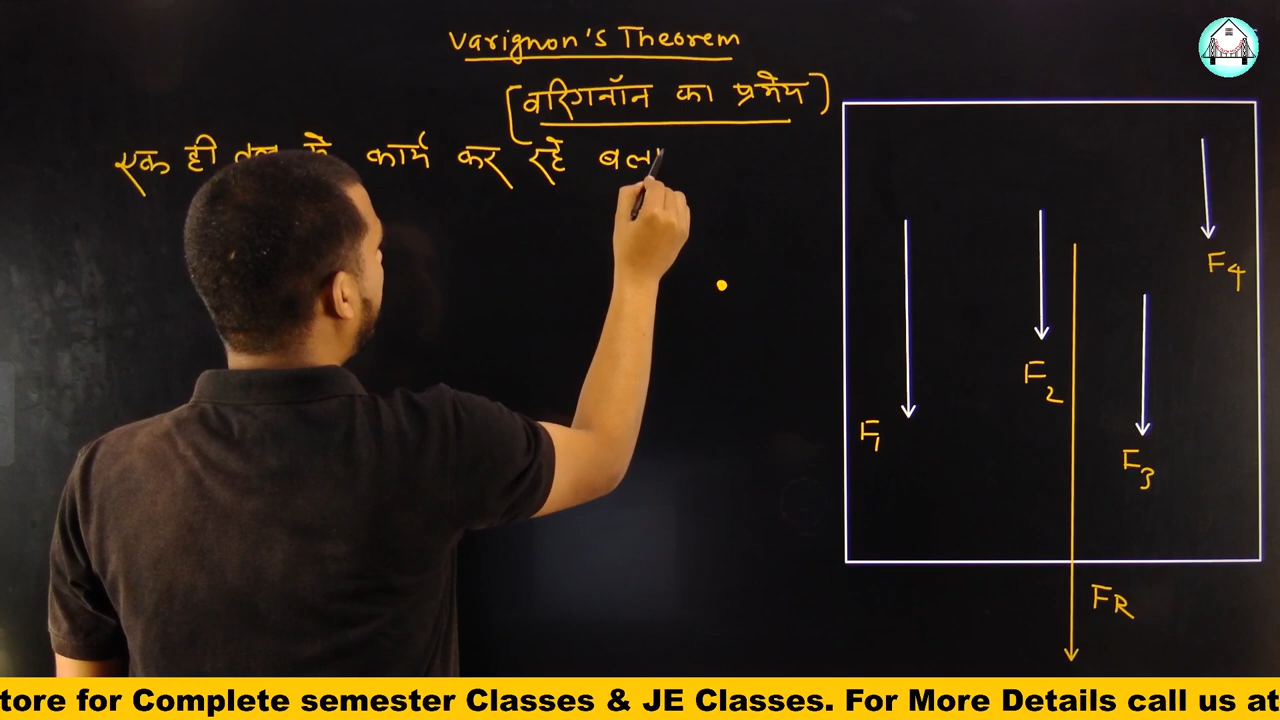 Varignon's Theorem
(वरिगनॉन का प्रमेय)
एक ही में कार्य कर रहे बल
F4
F2
F1
F3
FR
tore for Complete semester Classes & JE Classes. For More Details call us at